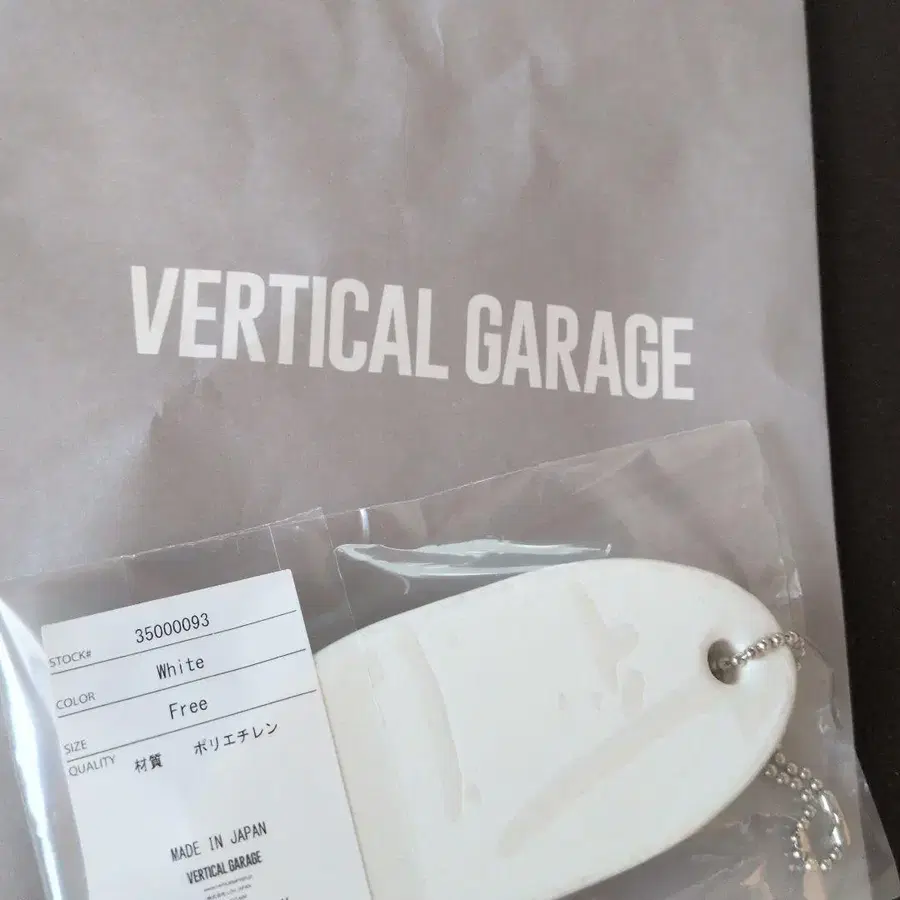 VERTICAL GARAGE
STOCK# 35000093
COLOR White
SIZE Free
QUALITY 材質 ポリエチレン
MADE IN JAPAN
VERTICAL GARAGE